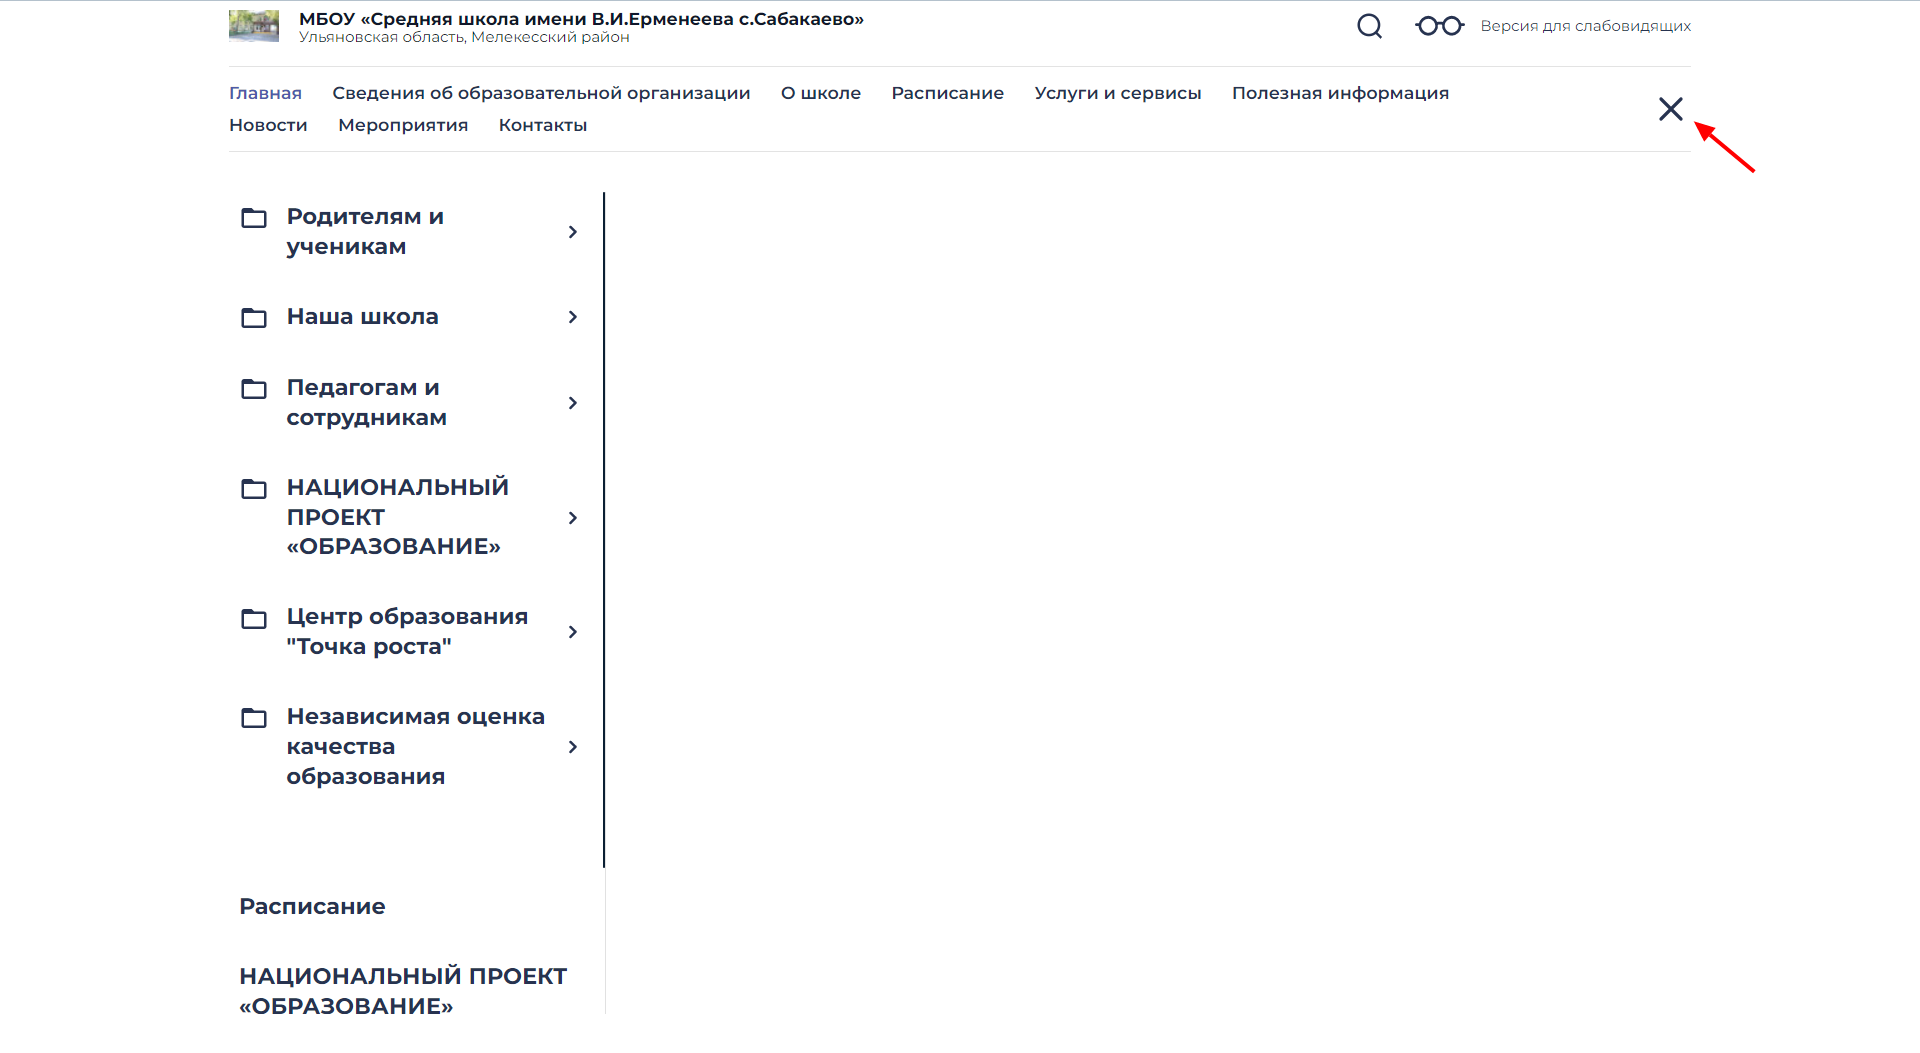 МБОУ «Средняя школа имени В.И.Ерменеева с.Сабакаево»
Ульяновская область, Мелекесский район
Версия для слабовидящих
Главная Сведения об образовательной организации О школе Расписание Услуги и сервисы Полезная информация
Новости Мероприятия Контакты
Родителям и
ученикам
Наша школа
Педагогам и
сотрудникам
НАЦИОНАЛЬНЫЙ
ПРОЕКТ
«ОБРАЗОВАНИЕ»
Центр образования
"Точка роста"
Независимая оценка
качества
образования
Расписание
НАЦИОНАЛЬНЫЙ ПРОЕКТ
«ОБРАЗОВАНИЕ»